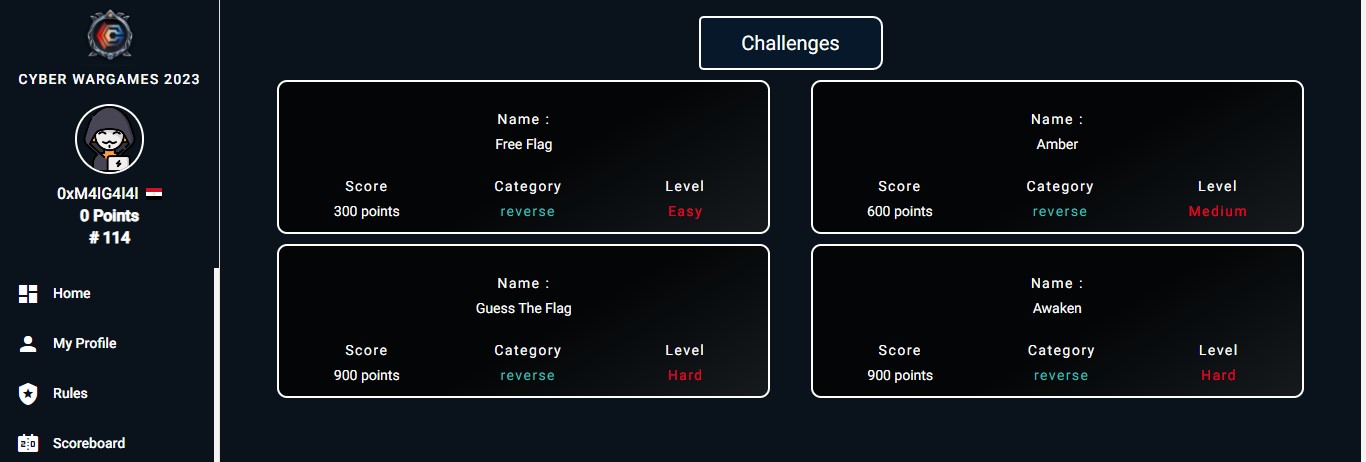 CYBER WARGAMES 2023
0xM4lG4l4l
0 Points
# 114
Home
My Profile
Rules
Scoreboard
Challenges
Name :
Free Flag
Score Category Level
300 points reverse Easy
Name :
Amber
Score Category Level
600 points reverse Medium
Name :
Guess The Flag
Score Category Level
900 points reverse Hard
Name :
Awaken
Score Category Level
900 points reverse Hard